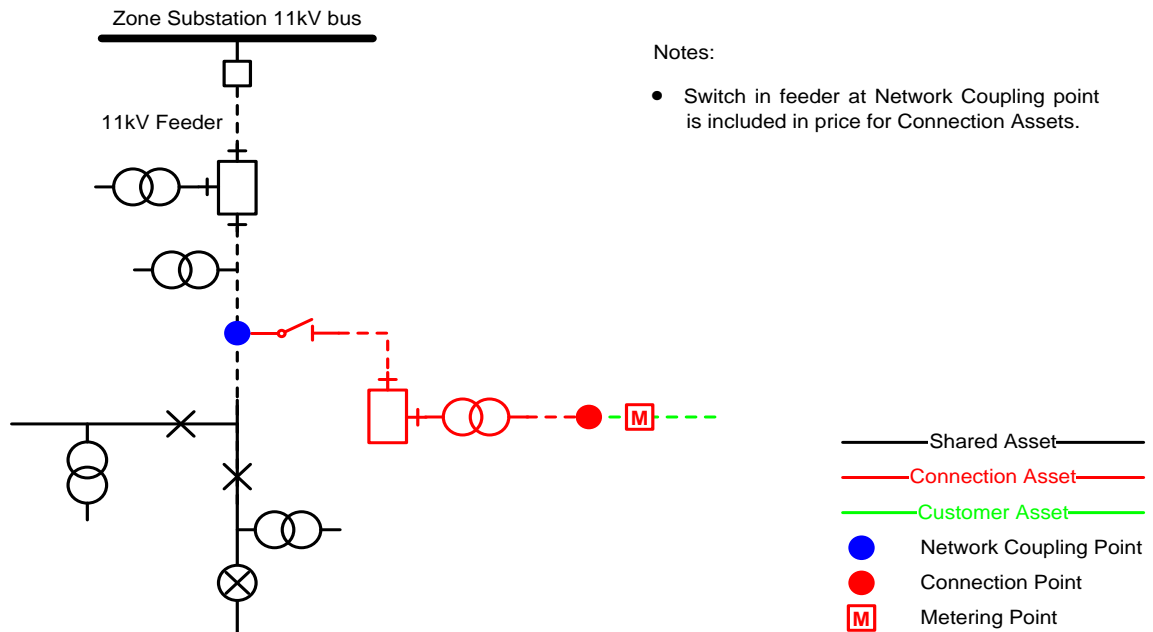 Zone Substation 11kV bus
Notes:
• Switch in feeder at Network Coupling point
is included in price for Connection Assets.
11kV Feeder
M
Shared Asset
Connection Asset
Customer Asset
Network Coupling Point
Connection Point
M Metering Point